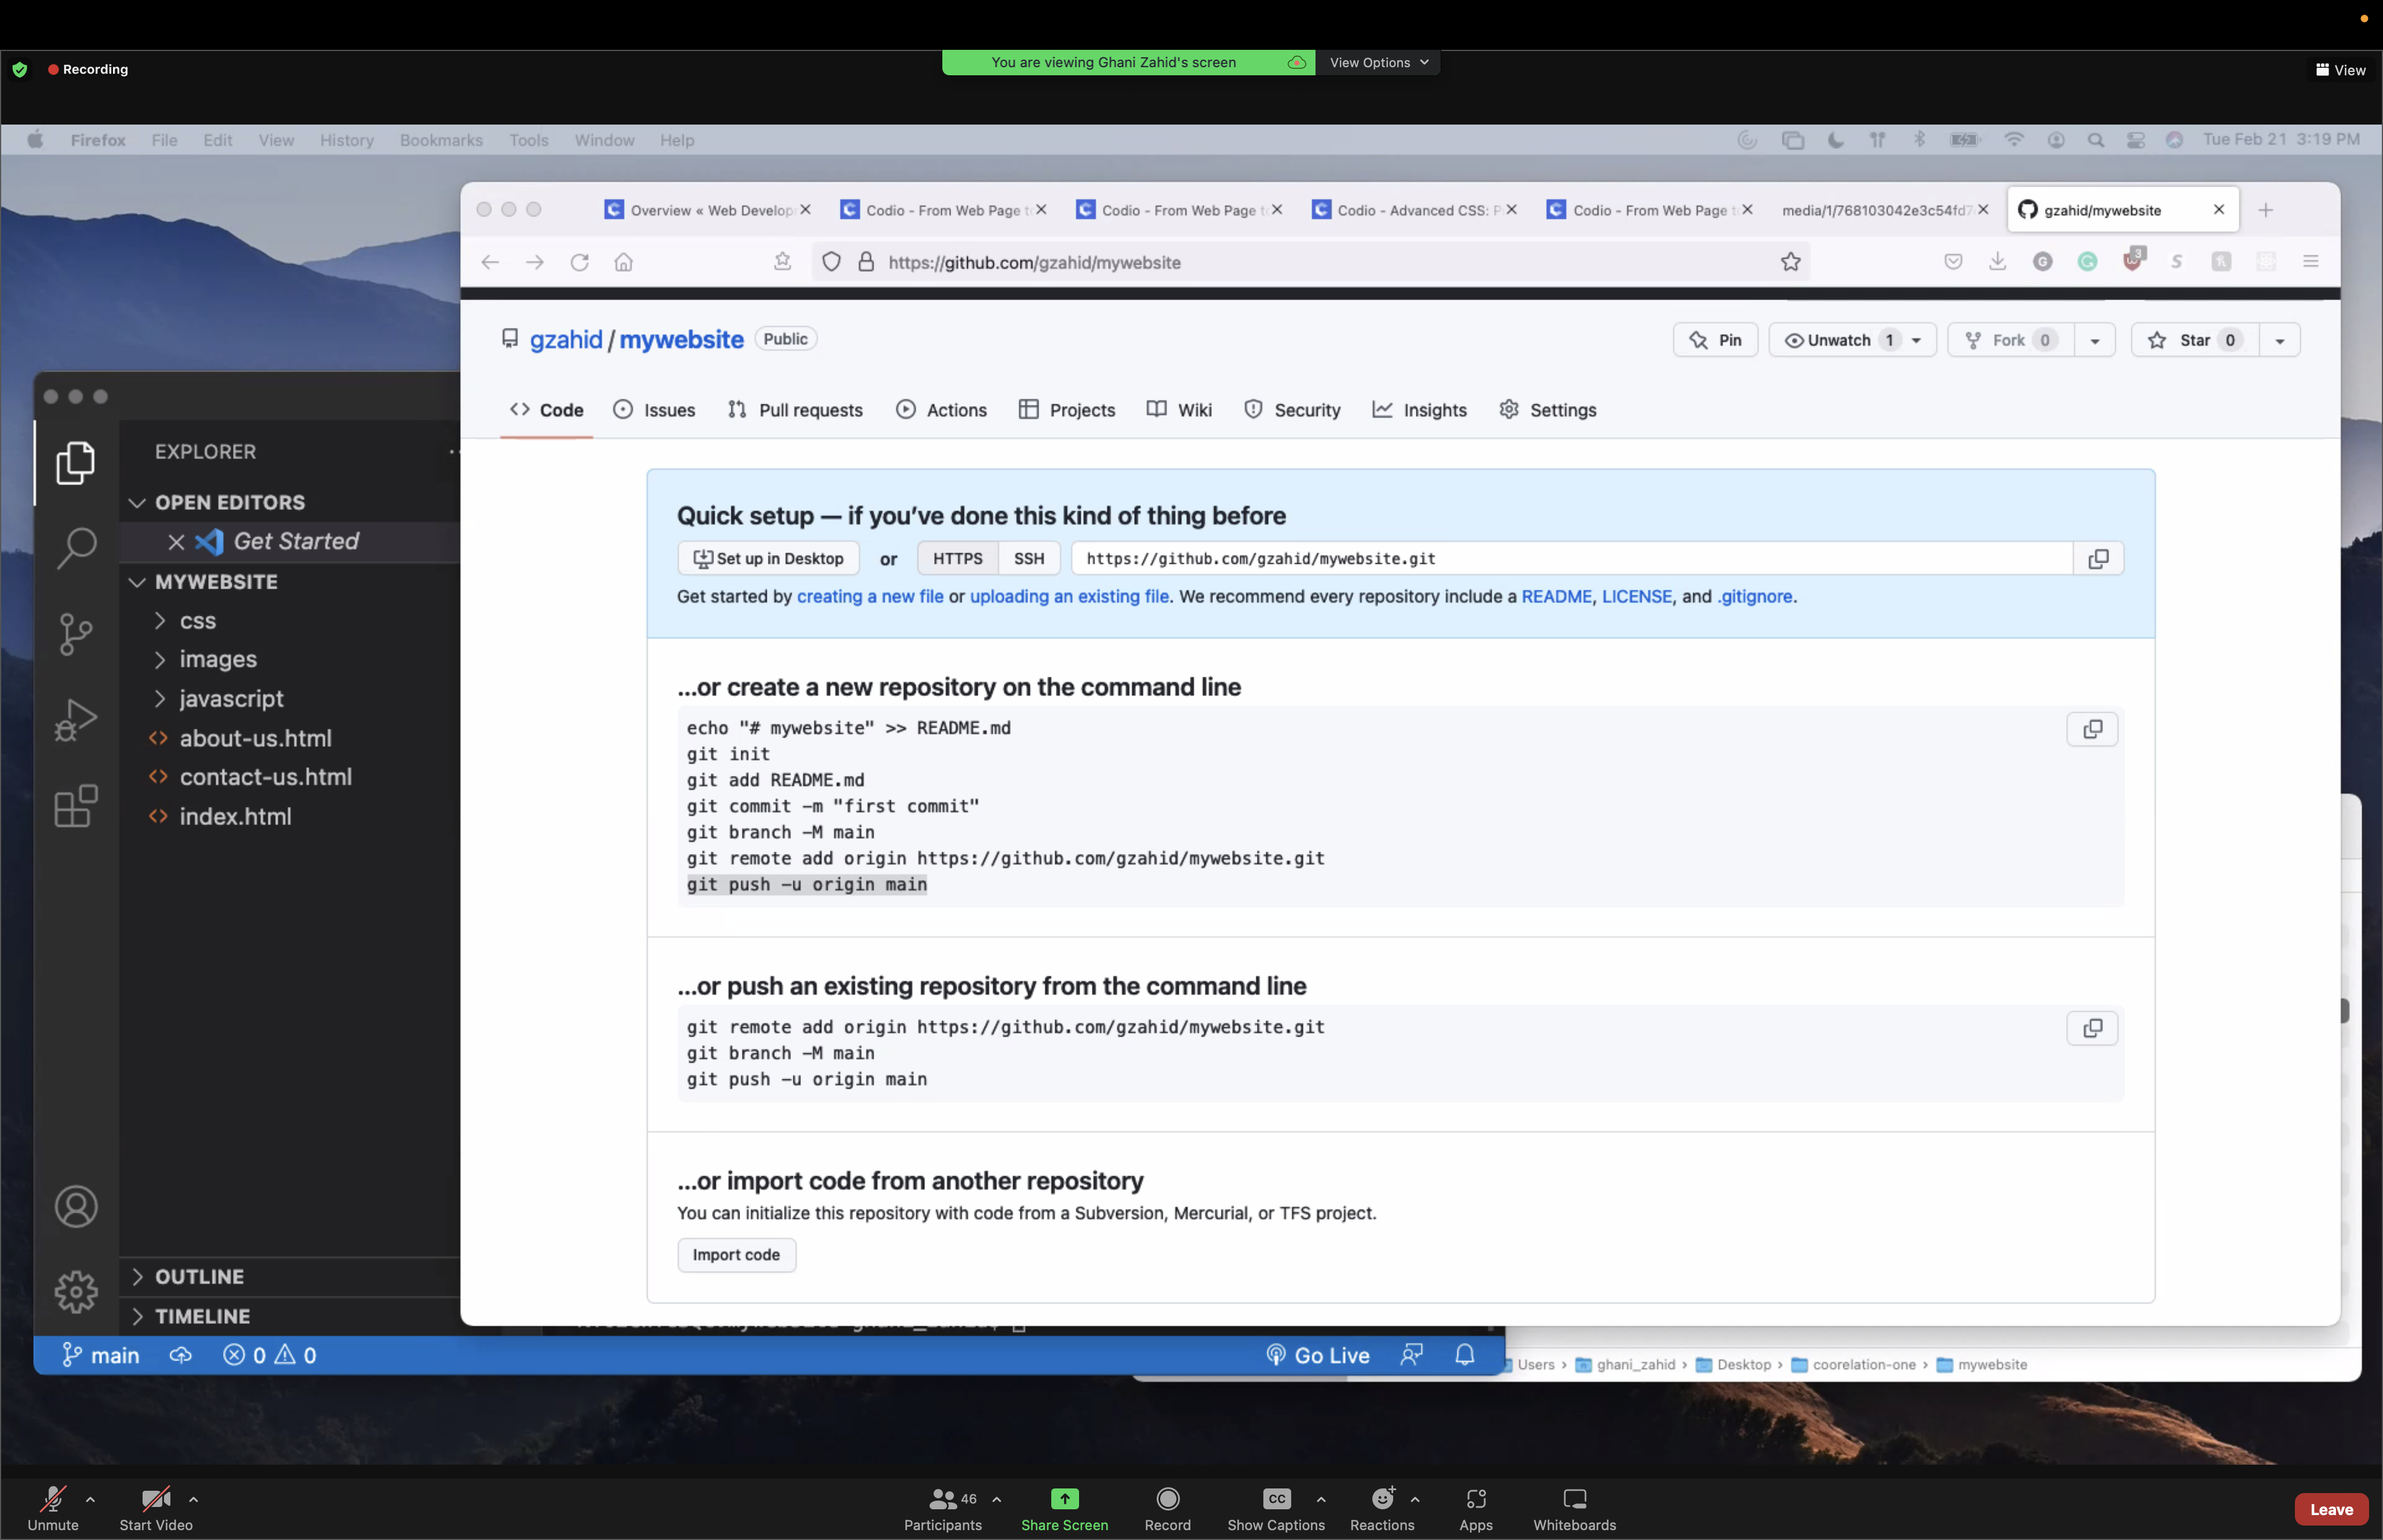 Recording
You are viewing Ghani Zahid's screen
View Options
View
Firefox File Edit View History Bookmarks Tools Window Help
Tue Feb 21 3:19 PM
Overview « Web Develop
Codio - From Web Page
Codio - From Web Page
Codio - Advanced CSS:
Codio - From Web Page
media/1/768103042e3c54fd
gzahid/mywebsite
https://github.com/gzahid/mywebsite
3
gzahid / mywebsite Public
Pin
Unwatch 1
Fork 0
Star 0
Code Issues Pull requests Actions Projects Wiki Security Insights Settings
EXPLORER
OPEN EDITORS
Get Started
MYWEBSITE
css
images
javascript
about-us.html
contact-us.html
index.html
OUTLINE
TIMELINE
Quick setup — if you've done this kind of thing before
Set up in Desktop or HTTPS SSH https://github.com/gzahid/mywebsite.git
Get started by creating a new file or uploading an existing file. We recommend every repository include a README, LICENSE, and .gitignore.
...or create a new repository on the command line
echo "# mywebsite" >> README.md
git init
git add README.md
git commit -m "first commit"
git branch -M main
git remote add origin https://github.com/gzahid/mywebsite.git
git push -u origin main
...or push an existing repository from the command line
git remote add origin https://github.com/gzahid/mywebsite.git
git branch -M main
git push -u origin main
...or import code from another repository
You can initialize this repository with code from a Subversion, Mercurial, or TFS project.
Import code
main 0 0 Go Live
Users › ghani_zahid › Desktop › coorelation-one › mywebsite
Unmute
Start Video
46
Participants
Share Screen
Record
CC
Show Captions
Reactions
Apps
Whiteboards
Leave